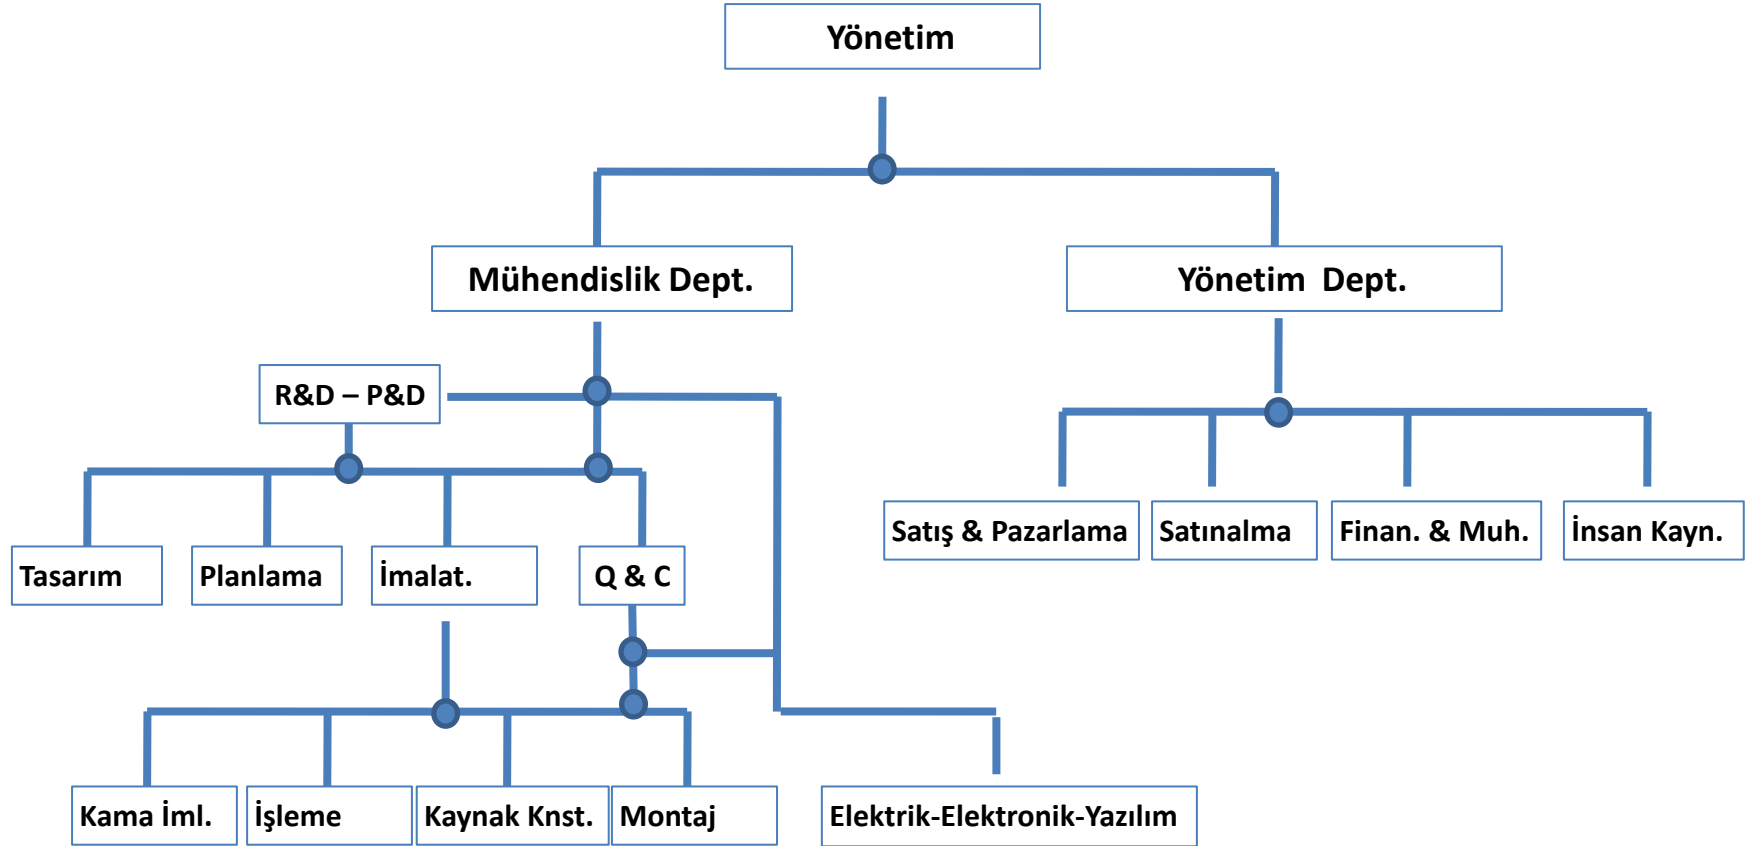 Yönetim
Mühendislik Dept.
Yönetim Dept.
R&D – P&D
Satış & Pazarlama
Satınalma
Finan. & Muh.
İnsan Kayn.
Tasarım
Planlama
İmalat.
Q & C
Kama İml.
İşleme
Kaynak Knst.
Montaj
Elektrik-Elektronik-Yazılım